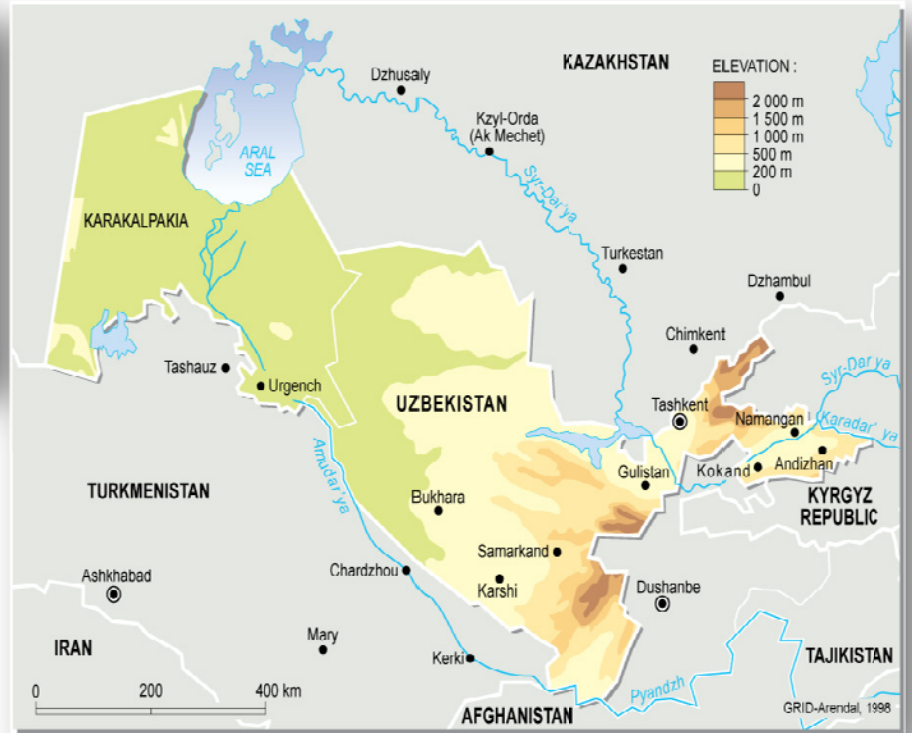 KAZAKHSTAN
ELEVATION :
2 000 m
1 500 m
1 000 m
500 m
200 m
0
Dzhusaly
Kzyl-Orda
(Ak Mechet)
ARAL
SEA
Syr-Dar'ya
KARAKALPAKIA
Turkestan
Dzhambul
Chimkent
Tashauz
Urgench
UZBEKISTAN
Tashkent
Namangan
Syr-Dar'ya
Karadar'ya
Amudar'ya
Gulistan
Kokand
Andizhan
TURKMENISTAN
Bukhara
KYRGYZ
REPUBLIC
Samarkand
Chardzhou
Karshi
Ashkhabad
Dushanbe
IRAN
Mary
Kerki
Pyandzh
TAJIKISTAN
0 200 400 km
AFGHANISTAN
GRID-Arendal, 1998